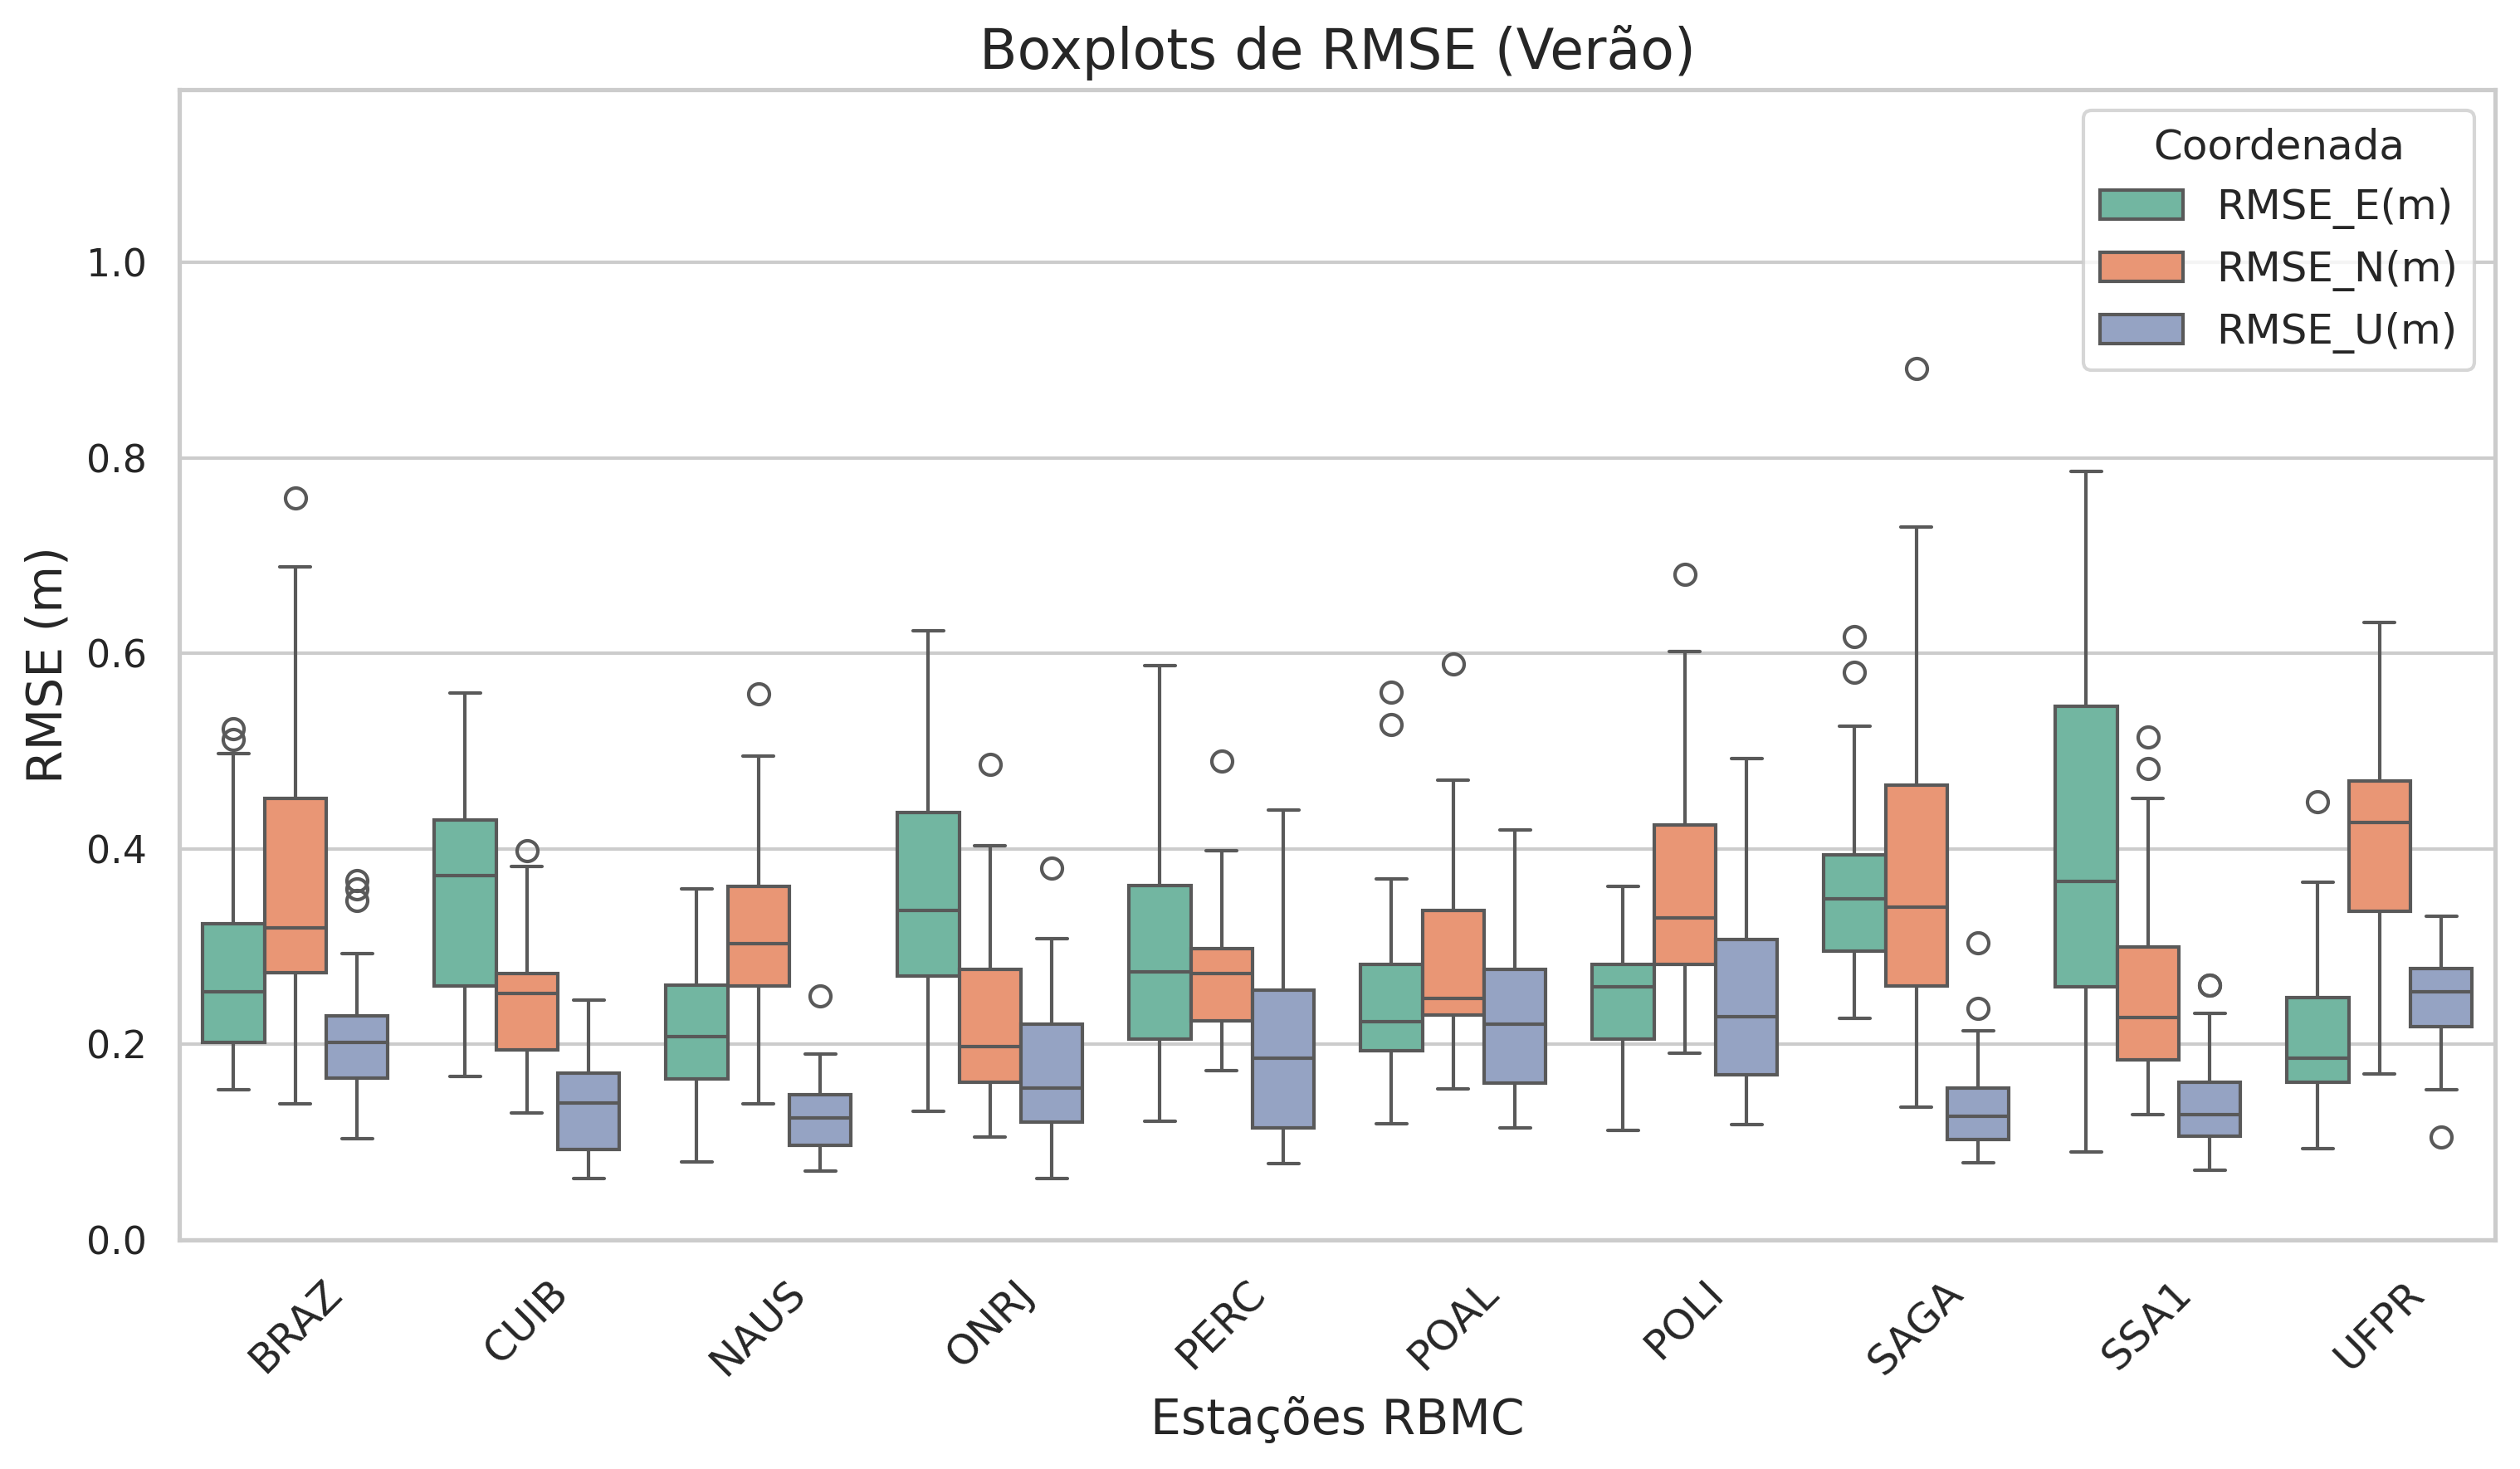 Boxplots de RMSE (Verão)
Coordenada
RMSE_E(m)
RMSE_N(m)
RMSE_U(m)
RMSE (m)
1.0
0.8
0.6
0.4
0.2
0.0
BRAZ
CUIB
NAUS
ONRJ
PERC
POAL
POLI
SAGA
SSA1
UFPR
Estações RBMC